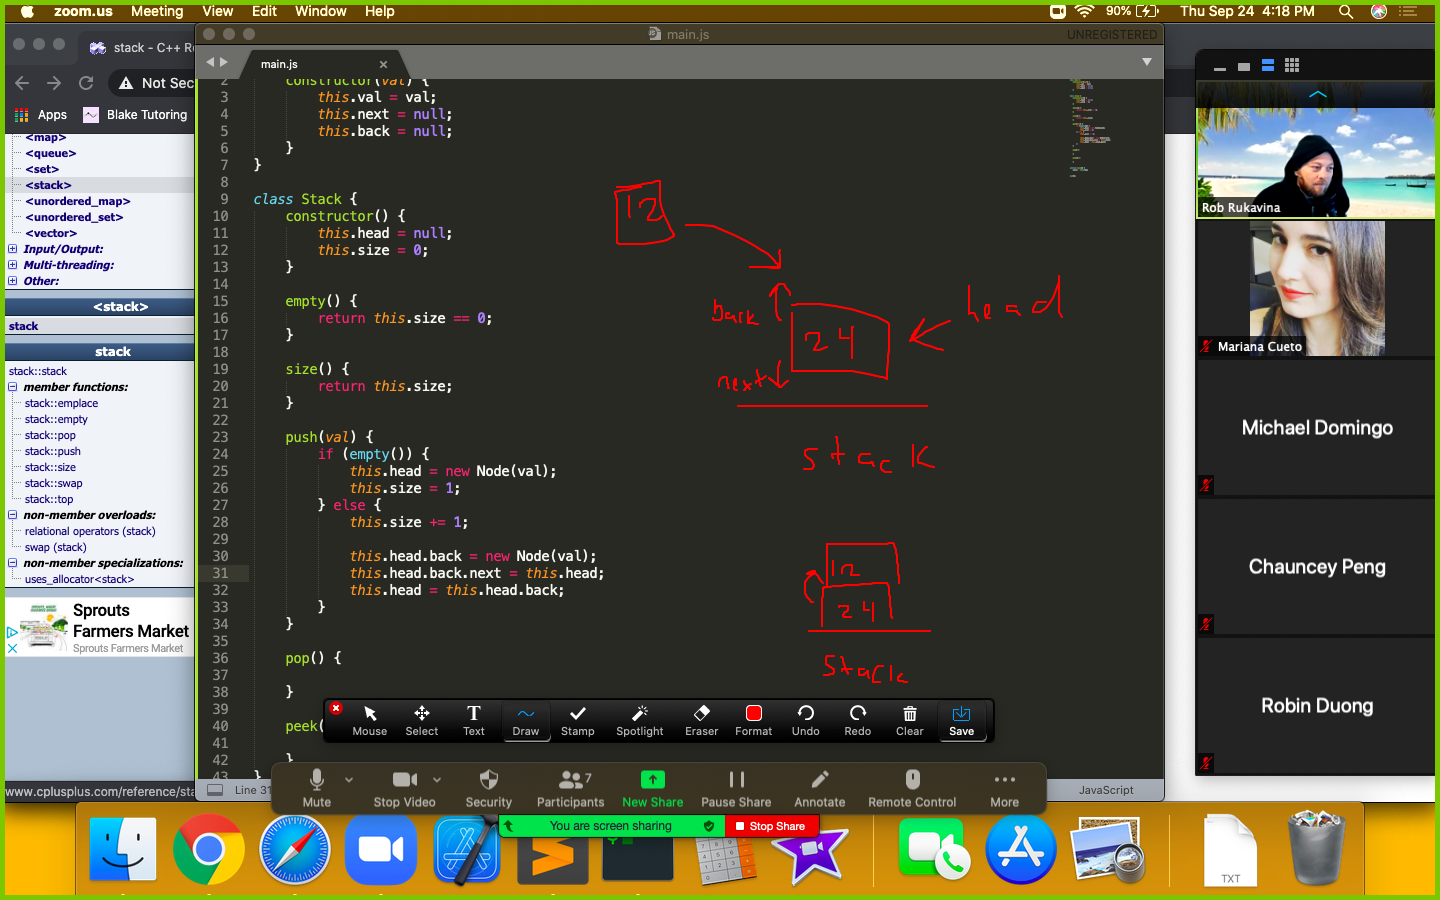 zoom.us Meeting View Edit Window Help 90% Thu Sep 24 4:18 PM
stack - C++ R
Not Sec
Apps Blake Tutoring
<map>
<queue>
<set>
<stack>
<unordered_map>
<unordered_set>
<vector>
Input/Output:
Multi-threading:
Other:
<stack>
stack
stack
stack::stack
member functions:
stack::emplace
stack::empty
stack::pop
stack::push
stack::size
stack::swap
stack::top
non-member overloads:
relational operators (stack)
swap (stack)
non-member specializations:
uses_allocator<stack>
Sprouts
Farmers Market
Sprouts Farmers Market
www.cplusplus.com/reference/sta
main.js UNREGISTERED
main.js
2 constructor(val) {
3 this.val = val;
4 this.next = null;
5 this.back = null;
6 }
7 }
8
9 class Stack {
10 constructor() {
11 this.head = null;
12 this.size = 0;
13 }
14
15 empty() {
16 return this.size == 0;
17 }
18
19 size() {
20 return this.size;
21 }
22
23 push(val) {
24 if (empty()) {
25 this.head = new Node(val);
26 this.size = 1;
27 } else {
28 this.size += 1;
29
30 this.head.back = new Node(val);
31 this.head.back.next = this.head;
32 this.head = this.head.back;
33 }
34 }
35
36 pop() {
37
38 }
39
40 peek(
41
42 }
43 }
12
back
24
head
next
stack
12
24
stack
Mouse Select Text Draw Stamp Spotlight Eraser Format Undo Redo Clear Save
Line 31 JavaScript
7
Mute Stop Video Security Participants New Share Pause Share Annotate Remote Control More
You are screen sharing Stop Share
TXT
Rob Rukavina
Mariana Cueto
Michael Domingo
Chauncey Peng
Robin Duong